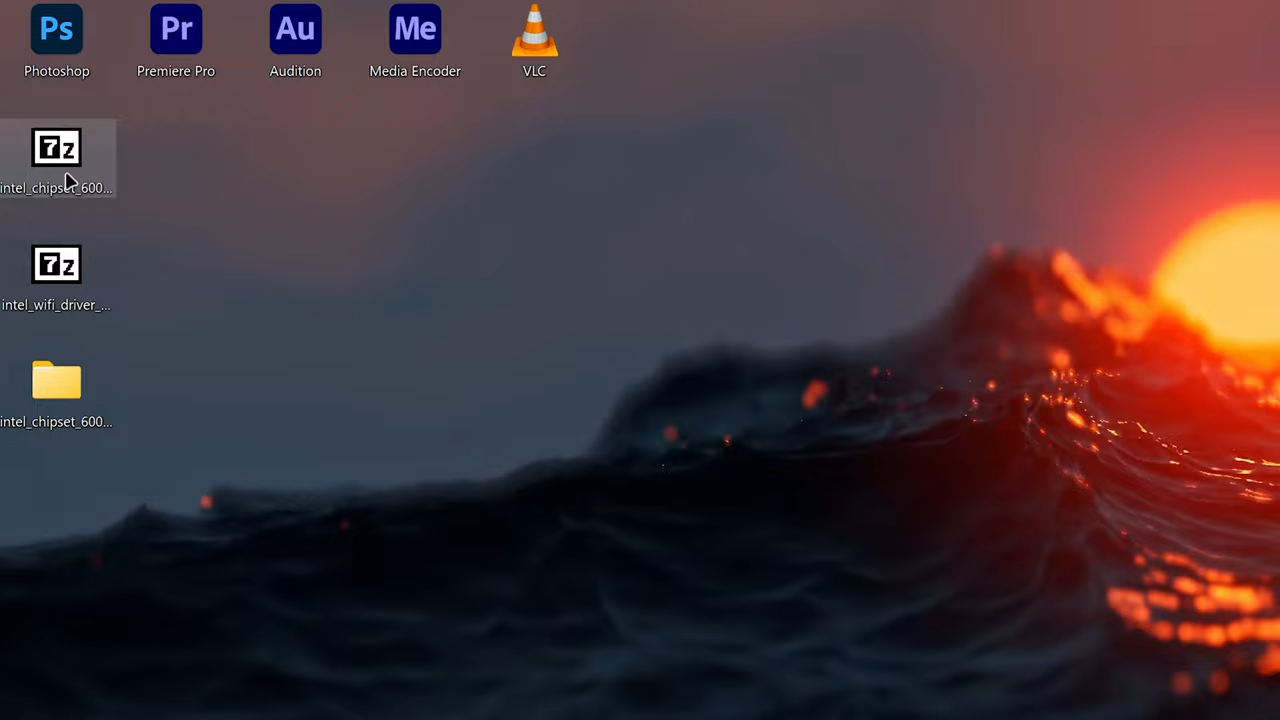 Ps Pr Au Me
Photoshop Premiere Pro Audition Media Encoder VLC
7z
intel_chipset_600...
7z
intel_wifi_driver_...
intel_chipset_600...